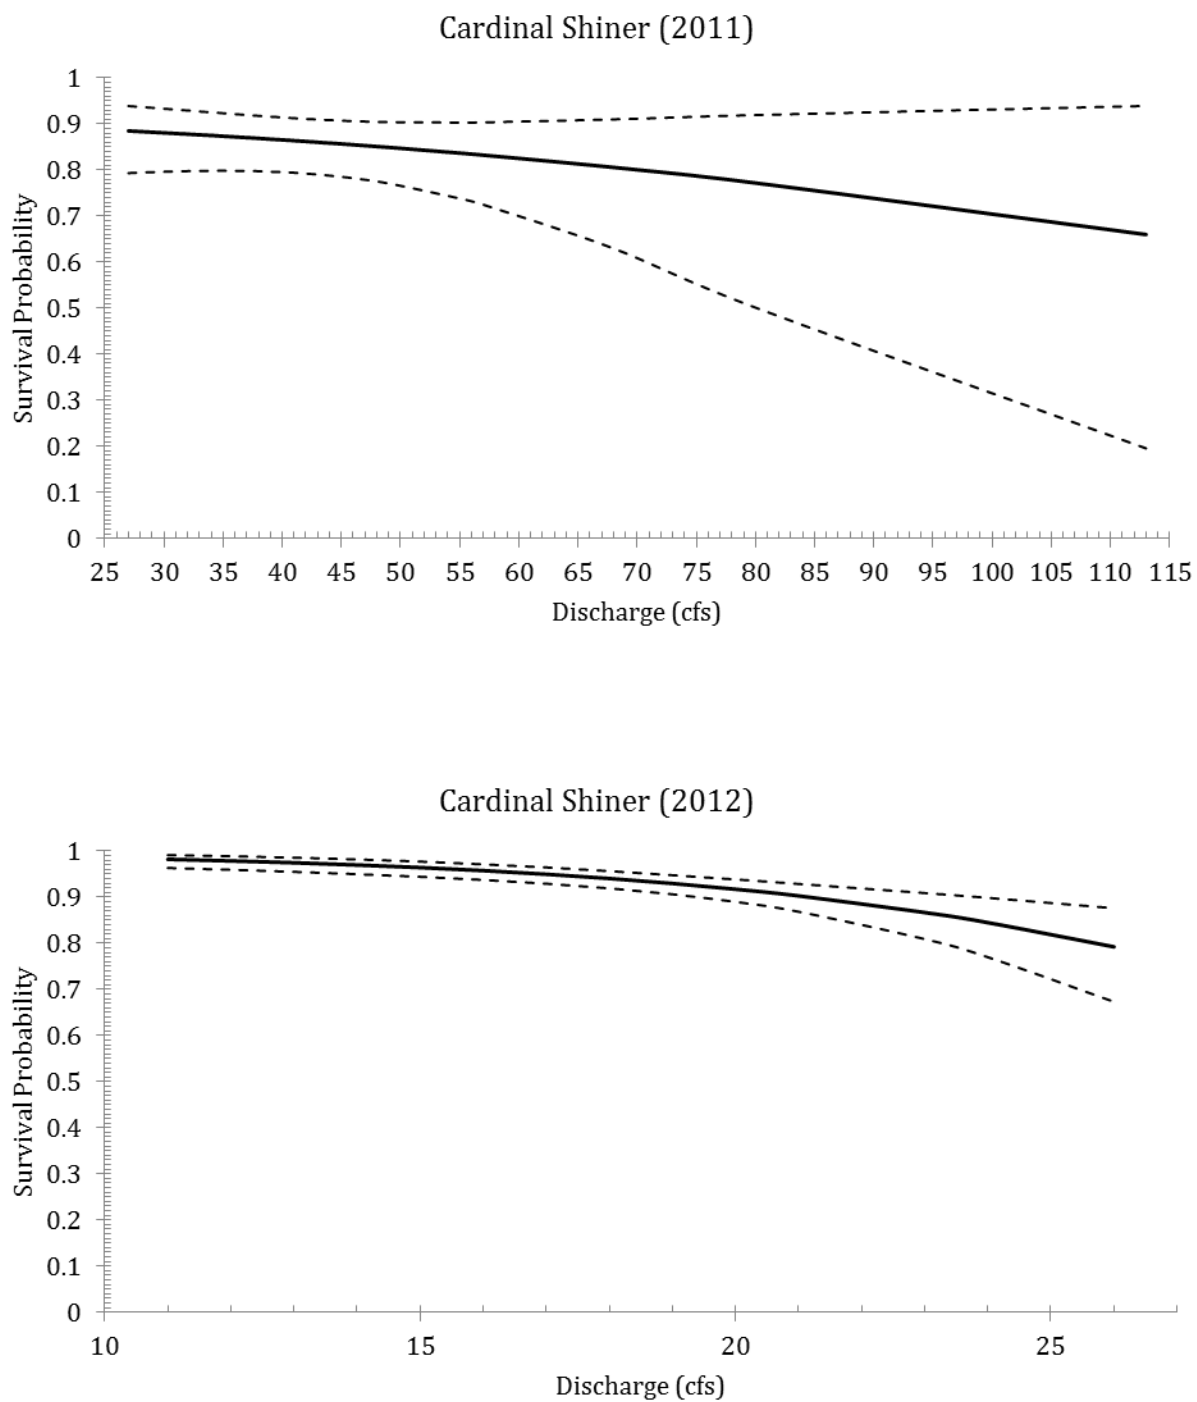 Cardinal Shiner (2011)
Survival Probability
1
0.9
0.8
0.7
0.6
0.5
0.4
0.3
0.2
0.1
0
25 30 35 40 45 50 55 60 65 70 75 80 85 90 95 100 105 110 115
Discharge (cfs)
Cardinal Shiner (2012)
Survival Probability
1
0.9
0.8
0.7
0.6
0.5
0.4
0.3
0.2
0.1
0
10 15 20 25
Discharge (cfs)